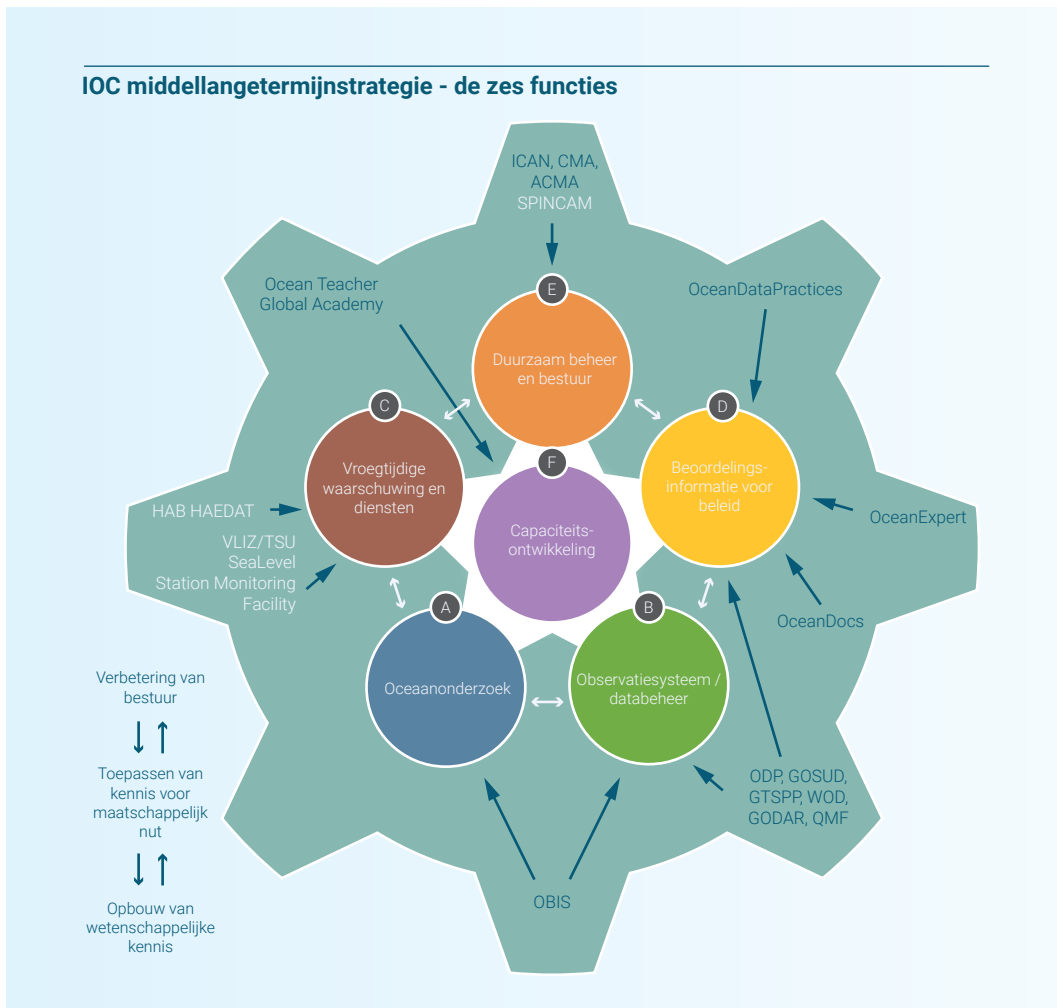 IOC middellangetermijnstrategie - de zes functies
ICAN, CMA,
ACMA
SPINCAM
Ocean Teacher
Global Academy
OceanDataPractices
E
Duurzaam beheer
en bestuur
C
Vroegtijdige
waarschuwing en
diensten
D
Beoordelings-
informatie voor
beleid
F
Capaciteits-
ontwikkeling
HAB HAEDAT
VLIZ/TSU
SeaLevel
Station Monitoring
Facility
OceanExpert
OceanDocs
A
Oceaanonderzoek
B
Observatiesysteem /
databeheer
Verbetering van
bestuur
Toepassen van
kennis voor
maatschappelijk
nut
Opbouw van
wetenschappelijke
kennis
ODP, GOSUD,
GTSPP, WOD,
GODAR, QMF
OBIS